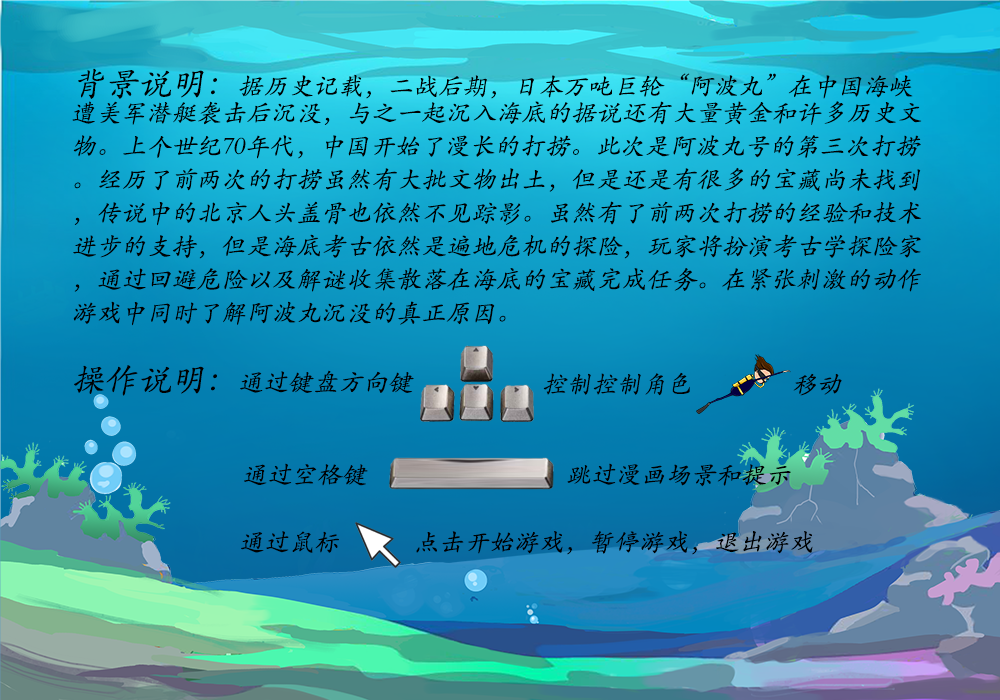 背景说明：据历史记载，二战后期，日本万吨巨轮“阿波丸”在中国海峡
遭美军潜艇袭击后沉没，与之一起沉入海底的据说还有大量黄金和许多历史文
物。上个世纪70年代，中国开始了漫长的打捞。此次是阿波丸号的第三次打捞
。经历了前两次的打捞虽然有大批文物出土，但是还是有很多的宝藏尚未找到
，传说中的北京人头盖骨也依然不见踪影。虽然有了前两次打捞的经验和技术
进步的支持，但是海底考古依然是遍地危机的探险，玩家将扮演考古学探险家
，通过回避危险以及解谜收集散落在海底的宝藏完成任务。在紧张刺激的动作
游戏中同时了解阿波丸沉没的真正原因。
操作说明：通过键盘方向键 控制控制角色 移动
通过空格键 跳过漫画场景和提示
通过鼠标 点击开始游戏，暂停游戏，退出游戏